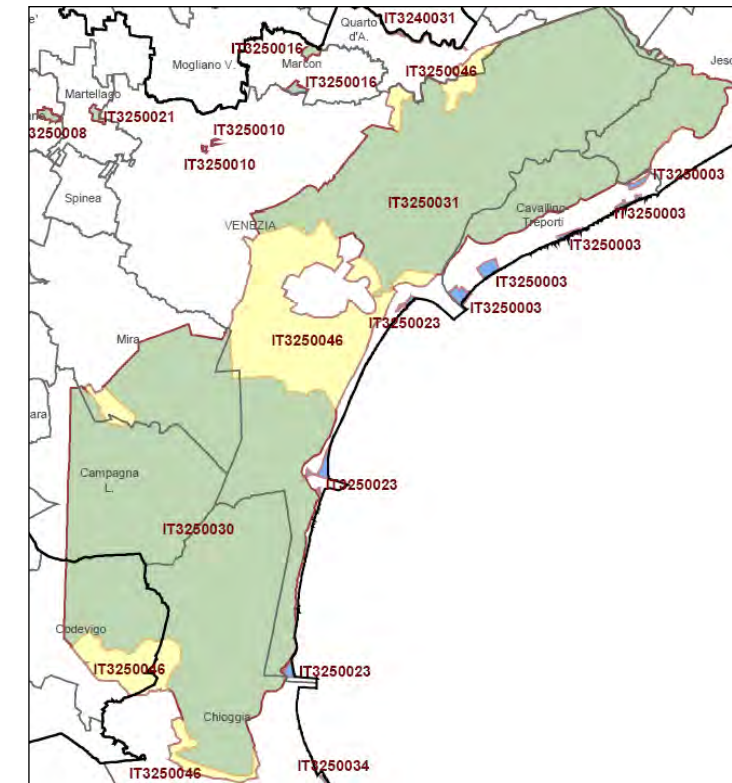 e'
Quarto
d'A.
IT3240031
IT3250016
Mogliano V.
Marcon
IT3250046
Jeso
IT3250016
Martellago
IT3250021
3250008
IT3250010
IT3250010
IT3250003
Spinea
IT3250031
Cavallino-
Treporti
IT3250003
VENEZIA
IT3250003
IT3250003
IT3250003
IT3250023
Mira
IT3250046
ara
Campagna
L.
IT3250023
IT3250030
Codevigo
IT3250046
IT3250023
Chioggia
IT3250046
IT3250034